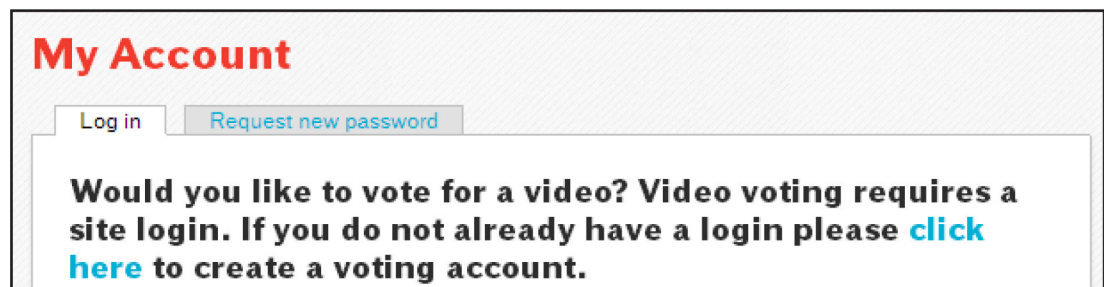 My Account
Log in
Request new password
Would you like to vote for a video? Video voting requires a
site login. If you do not already have a login please click
here to create a voting account.